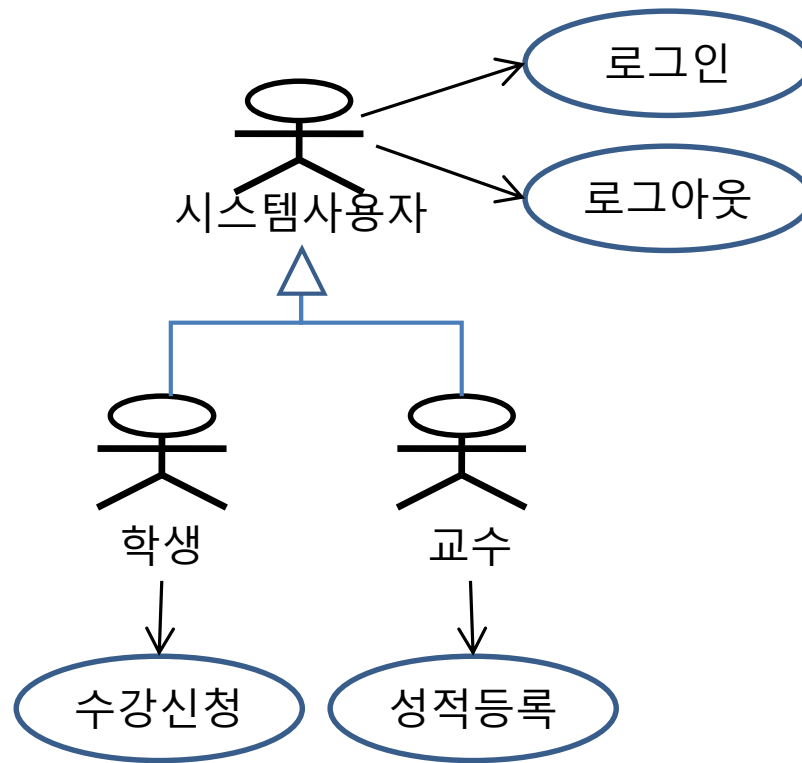 로그인
로그아웃
시스템사용자
학생
교수
수강신청
성적등록